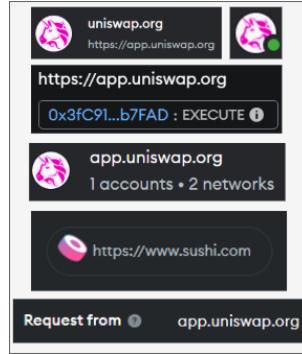 uniswap.org
https://app.uniswap.org
https://app.uniswap.org
0x3fC91...b7FAD : EXECUTE
app.uniswap.org
1 accounts • 2 networks
https://www.sushi.com
Request from app.uniswap.org